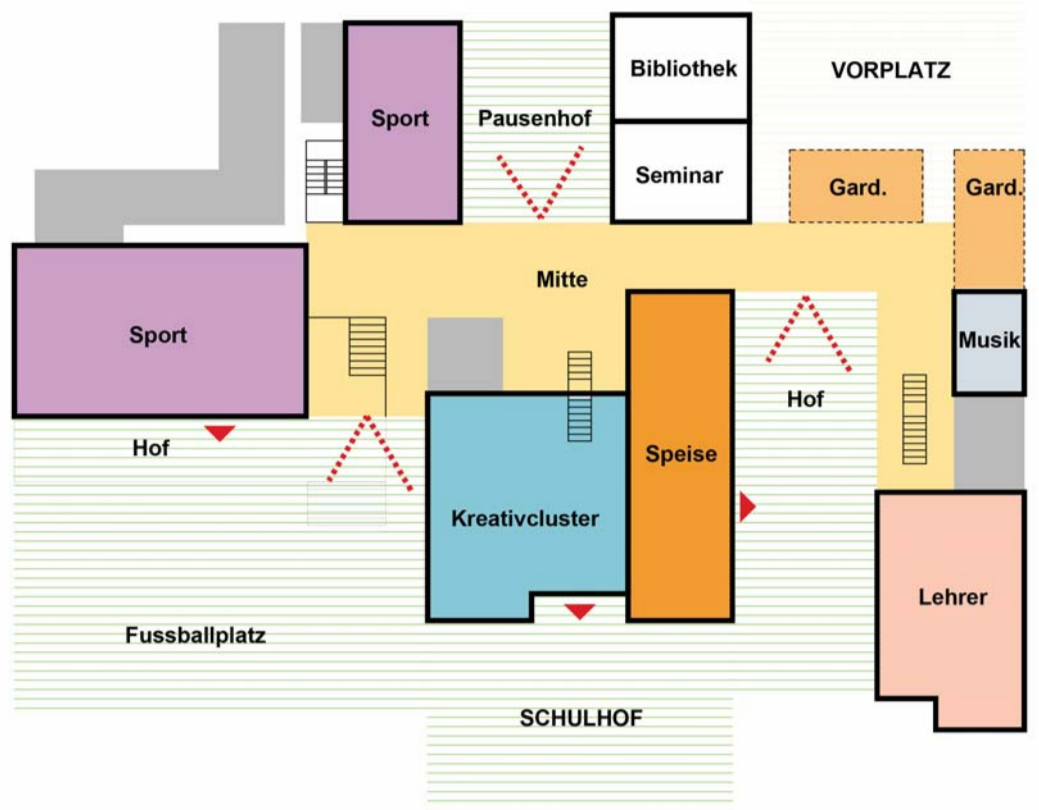 Bibliothek
VORPLATZ
Sport
Pausenhof
Seminar
Gard.
Gard.
Mitte
Sport
Musik
Hof
Hof
Speise
Kreativcluster
Lehrer
Fussballplatz
SCHULHOF